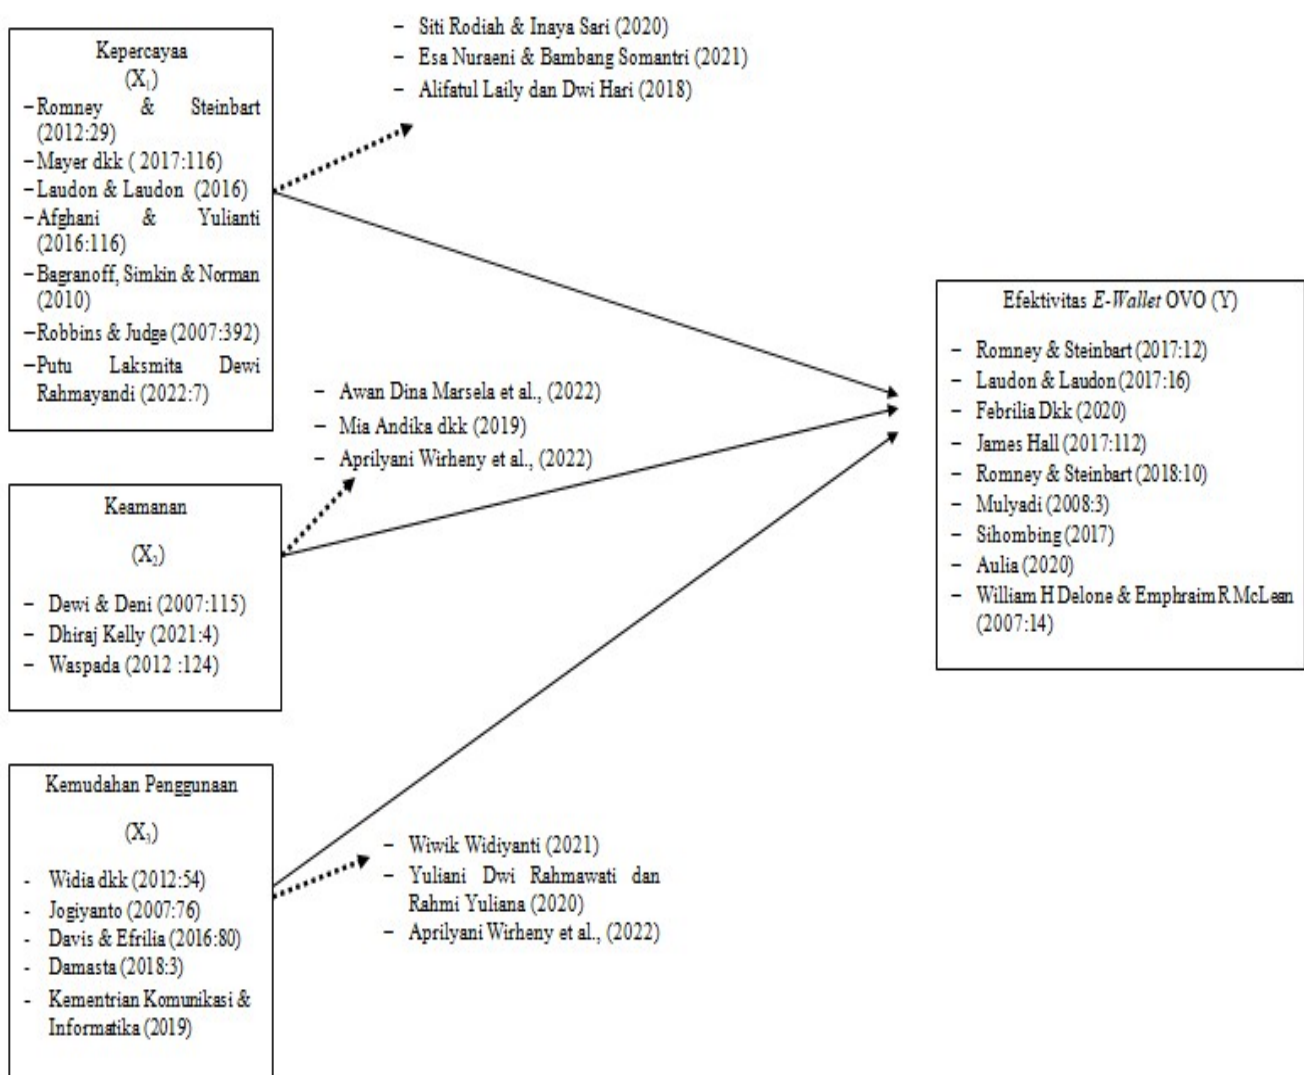 Kepercayaa
(X₁)
– Romney & Steinbart
(2012:29)
– Mayer dkk ( 2017:116)
– Laudon & Laudon (2016)
– Afghani & Yulianti
(2016:116)
– Bagranoff, Simkin & Norman
(2010)
– Robbins & Judge (2007:392)
– Putu Laksmita Dewi
Rahmayandi (2022:7)
– Siti Rodiah & Inaya Sari (2020)
– Esa Nuraeni & Bambang Somantri (2021)
– Alifatul Laily dan Dwi Hari (2018)
Keamanan
(X₂)
– Dewi & Deni (2007:115)
– Dhiraj Kelly (2021:4)
– Waspada (2012 :124)
– Awan Dina Marsela et al., (2022)
– Mia Andika dkk (2019)
– Aprilyani Wirheny et al., (2022)
Kemudahan Penggunaan
(X₃)
- Widia dkk (2012:54)
- Jogiyanto (2007:76)
- Davis & Efrilia (2016:80)
- Damasta (2018:3)
- Kementrian Komunikasi &
Informatika (2019)
– Wiwik Widiyanti (2021)
– Yuliani Dwi Rahmawati dan
Rahmi Yuliana (2020)
– Aprilyani Wirheny et al., (2022)
Efektivitas E-Wallet OVO (Y)
– Romney & Steinbart (2017:12)
– Laudon & Laudon (2017:16)
– Febrilia Dkk (2020)
– James Hall (2017:112)
– Romney & Steinbart (2018:10)
– Mulyadi (2008:3)
– Sihombing (2017)
– Aulia (2020)
– William H Delone & Emphraim R McLean
(2007:14)